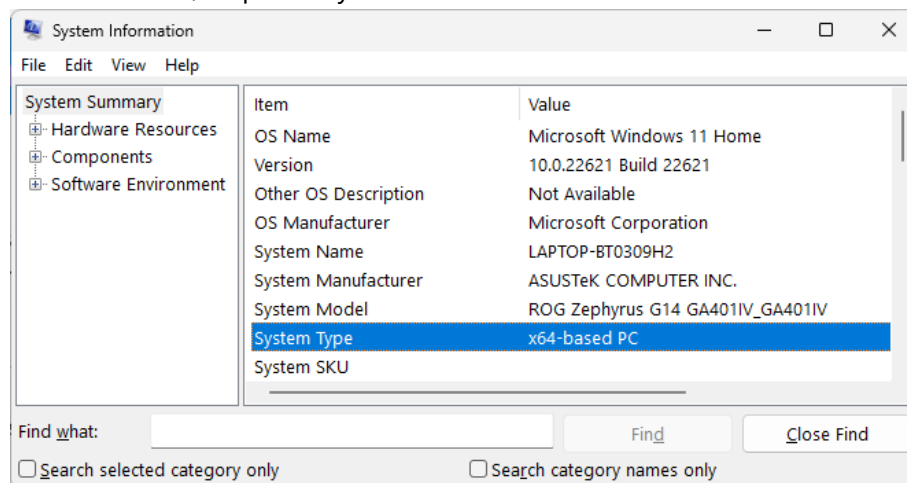 System Information
File Edit View Help
System Summary
Hardware Resources
Components
Software Environment
Item Value
OS Name Microsoft Windows 11 Home
Version 10.0.22621 Build 22621
Other OS Description Not Available
OS Manufacturer Microsoft Corporation
System Name LAPTOP-BT0309H2
System Manufacturer ASUSTeK COMPUTER INC.
System Model ROG Zephyrus G14 GA401IV_GA401IV
System Type x64-based PC
System SKU
Find what: Find Close Find
Search selected category only Search category names only